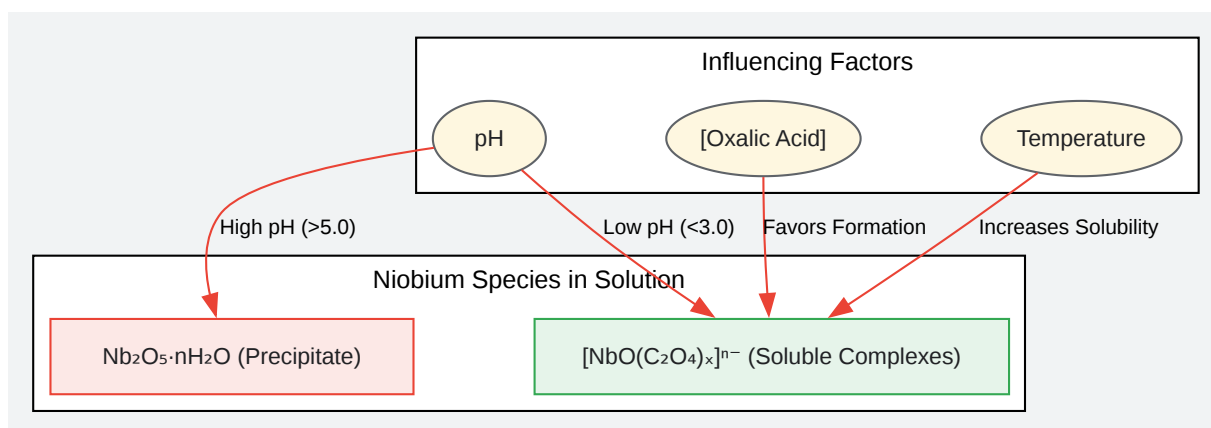 Influencing Factors
pH
[Oxalic Acid]
Temperature
High pH (>5.0)
Low pH (<3.0)
Favors Formation
Increases Solubility
Niobium Species in Solution
Nb₂O₅·nH₂O (Precipitate)
[NbO(C₂O₄)ₓ]ⁿ⁻ (Soluble Complexes)